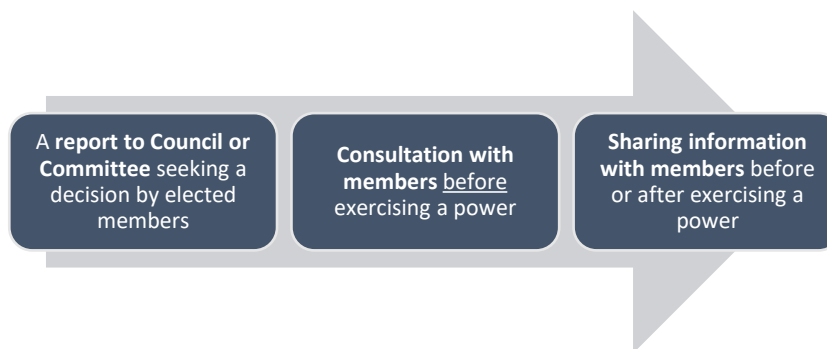 A report to Council or
Committee seeking a
decision by elected
members
Consultation with
members before
exercising a power
Sharing information
with members before
or after exercising a
power